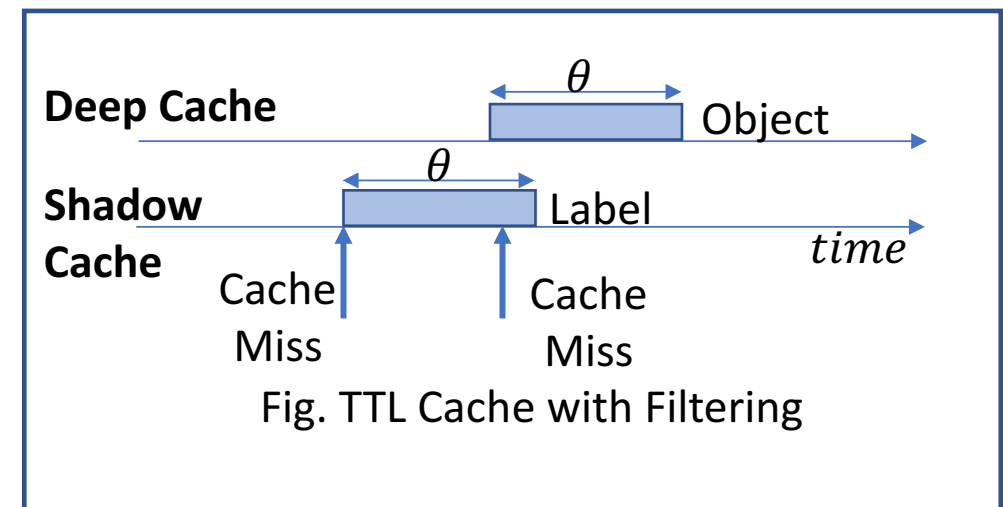 θ
Deep Cache
Object
θ
Shadow Cache
Label
time
Cache Miss
Cache Miss
Fig. TTL Cache with Filtering